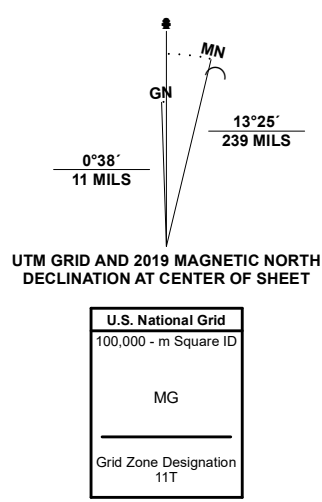 MN
GN
13°25´
239 MILS
0°38´
11 MILS
UTM GRID AND 2019 MAGNETIC NORTH
DECLINATION AT CENTER OF SHEET
U.S. National Grid
100,000 - m Square ID
MG
Grid Zone Designation
11T